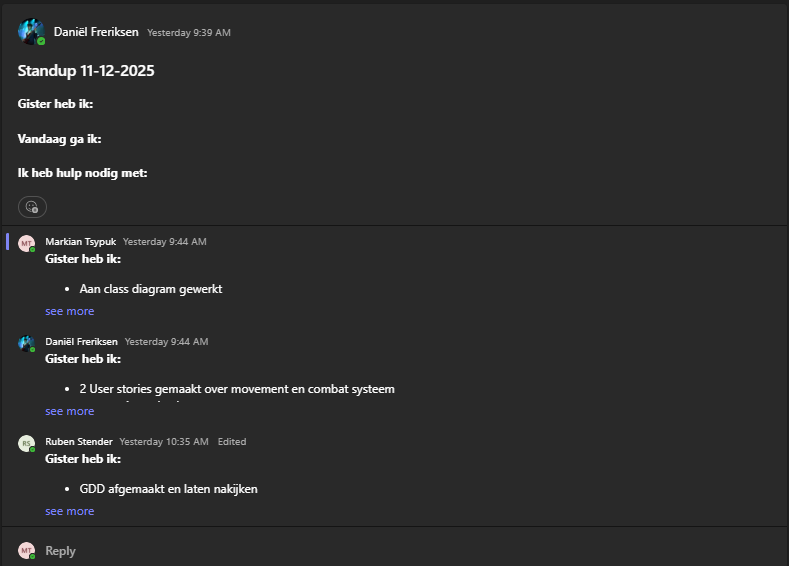 Daniël Freriksen Yesterday 9:39 AM
Standup 11-12-2025
Gister heb ik:
Vandaag ga ik:
Ik heb hulp nodig met:
MT Markian Tsypuk Yesterday 9:44 AM
Gister heb ik:
• Aan class diagram gewerkt
see more
Daniël Freriksen Yesterday 9:44 AM
Gister heb ik:
• 2 User stories gemaakt over movement en combat systeem
see more
RS Ruben Stender Yesterday 10:35 AM Edited
Gister heb ik:
• GDD afgemaakt en laten nakijken
see more
MT Reply